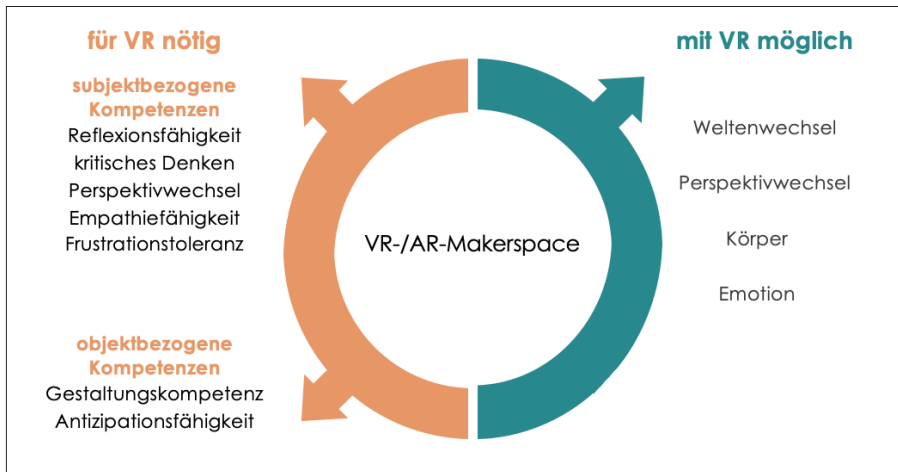 für VR nötig
subjektbezogene
Kompetenzen
Reflexionsfähigkeit
kritisches Denken
Perspektivwechsel
Empathiefähigkeit
Frustrationstoleranz
objektbezogene
Kompetenzen
Gestaltungskompetenz
Antizipationsfähigkeit
VR-/AR-Makerspace
mit VR möglich
Weltenwechsel
Perspektivwechsel
Körper
Emotion